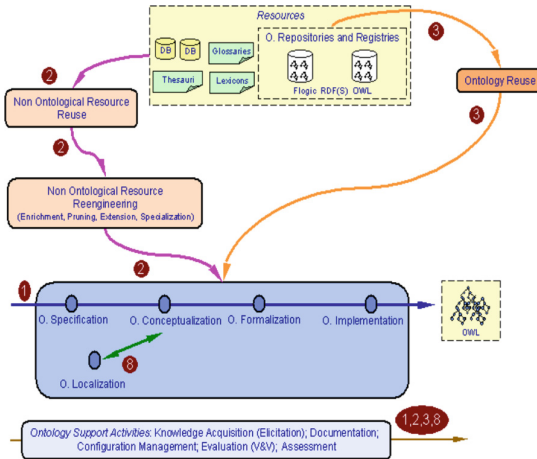 Resources
O. Repositories and Registries
3
DB
DB
Glossaries
Thesauri
Lexicons
Flogic RDF(S) OWL
2
Non Ontological Resource
Reuse
Ontology Reuse
3
2
Non Ontological Resource
Reengineering
(Enrichment, Pruning, Extension, Specialization)
2
1
O. Specification
O. Conceptualization
O. Formalization
O. Implementation
OWL
8
O. Localization
1,2,3,8
Ontology Support Activities: Knowledge Acquisition (Elicitation); Documentation;
Configuration Management; Evaluation (V&V); Assessment